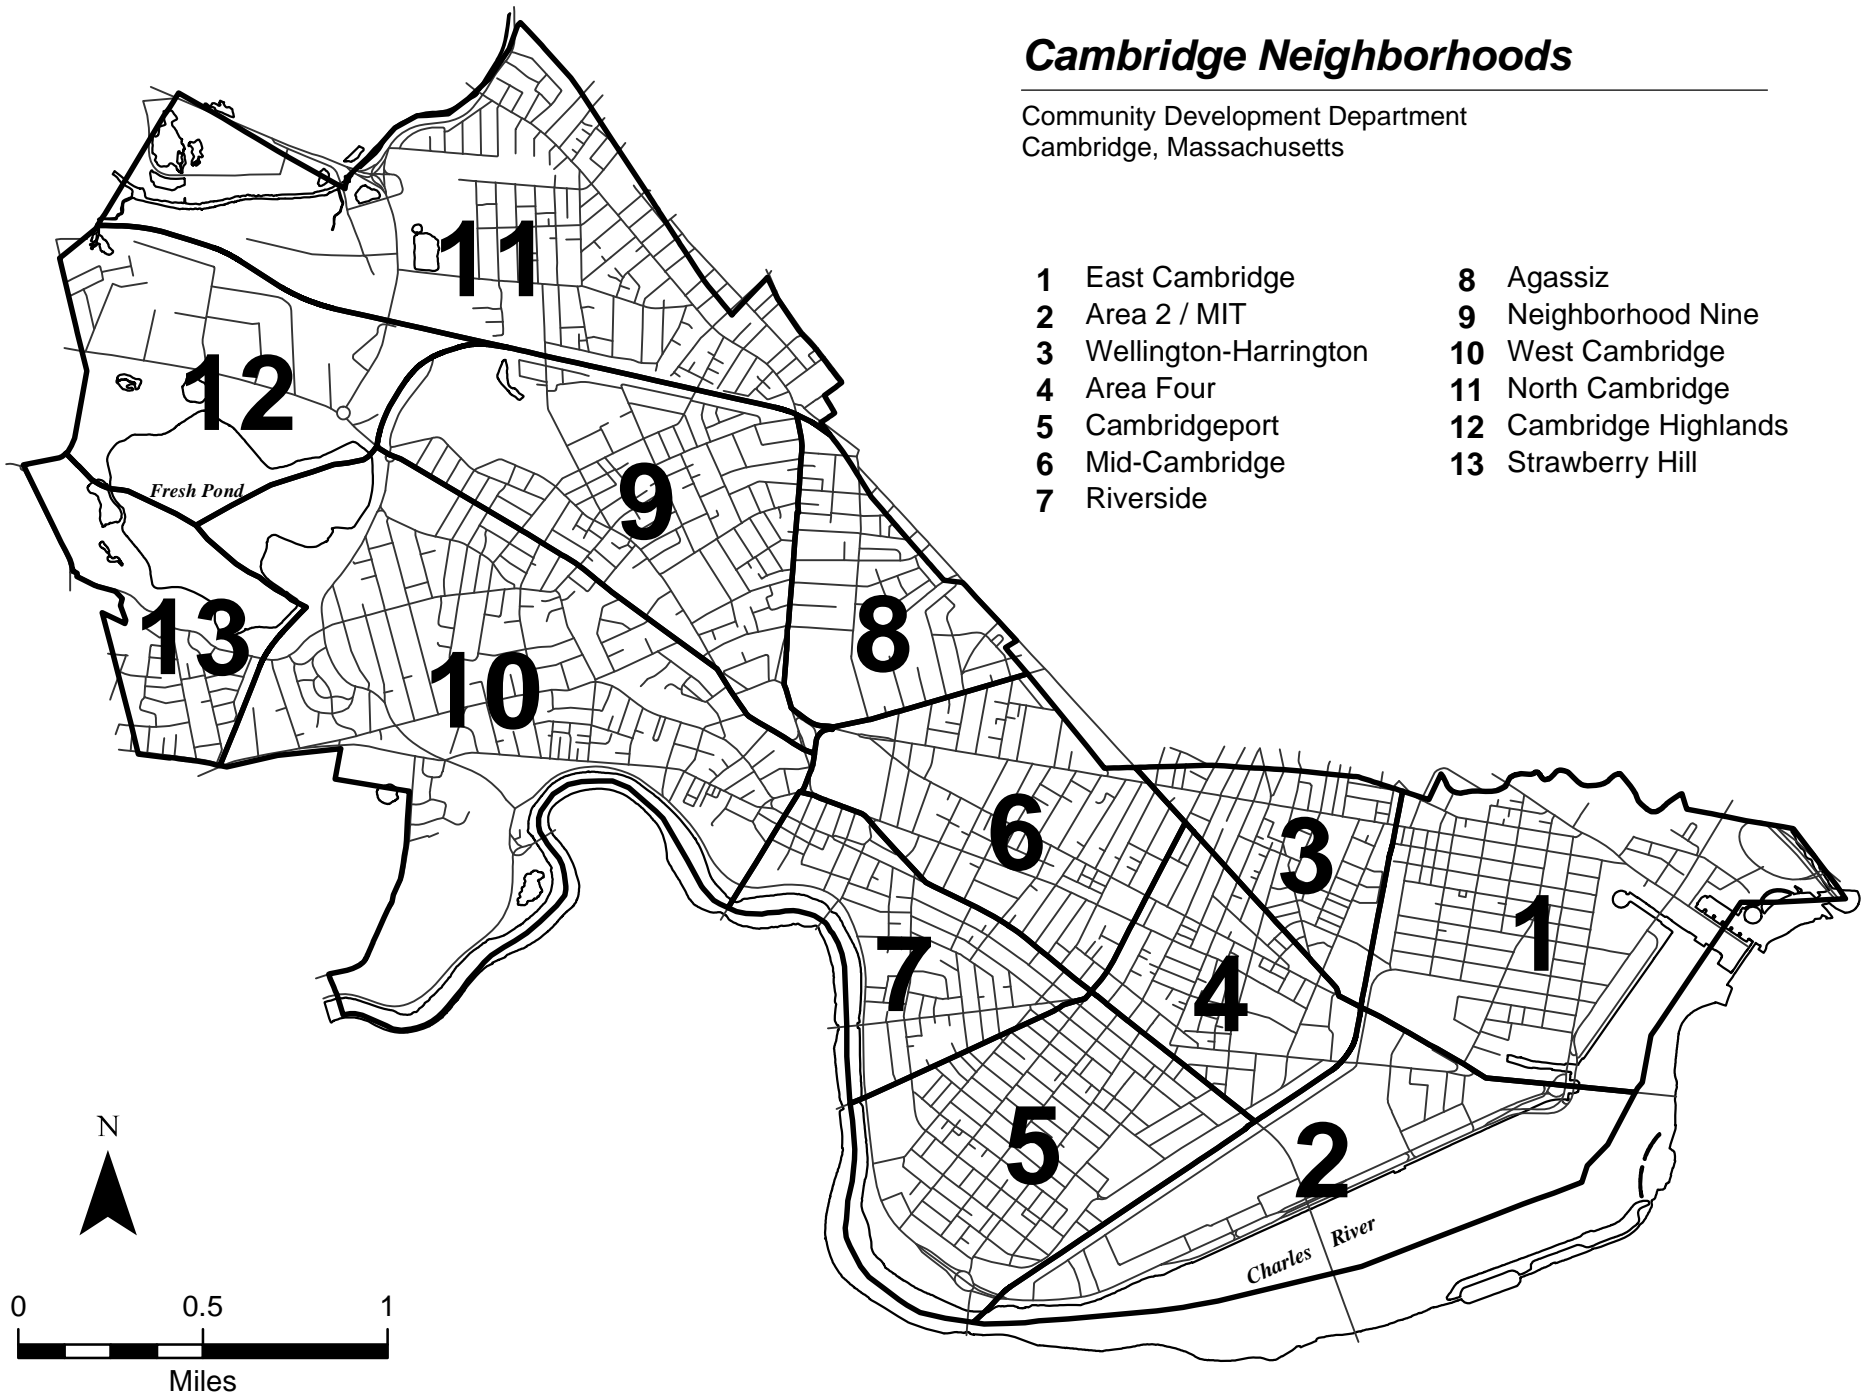 Cambridge Neighborhoods
Community Development Department
Cambridge, Massachusetts
1 East Cambridge
2 Area 2 / MIT
3 Wellington-Harrington
4 Area Four
5 Cambridgeport
6 Mid-Cambridge
7 Riverside
8 Agassiz
9 Neighborhood Nine
10 West Cambridge
11 North Cambridge
12 Cambridge Highlands
13 Strawberry Hill
11
12
9
Fresh Pond
8
13
10
6
3
1
7
4
5
2
Charles River
N
0 0.5 1
Miles